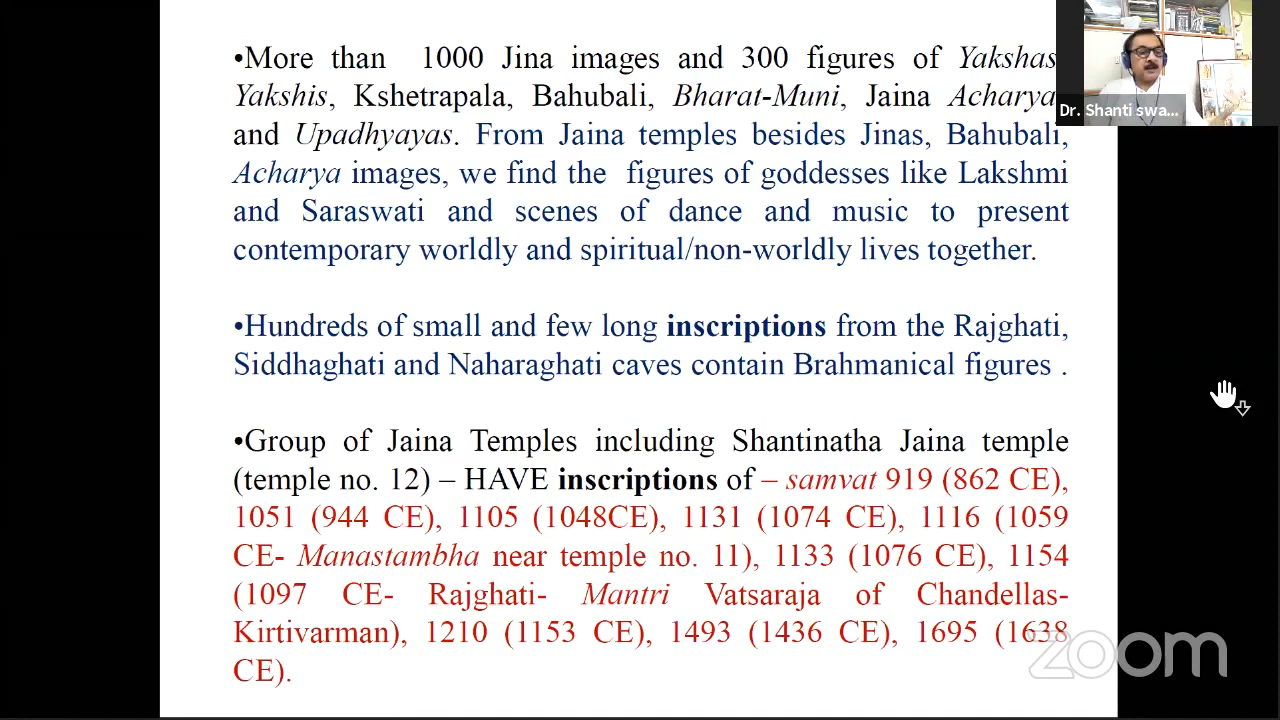 •More than 1000 Jina images and 300 figures of Yakshas,
Yakshis, Kshetrapala, Bahubali, Bharat-Muni, Jaina Acharya
and Upadhyayas. From Jaina temples besides Jinas, Bahubali,
Acharya images, we find the figures of goddesses like Lakshmi
and Saraswati and scenes of dance and music to present
contemporary worldly and spiritual/non-worldly lives together.
•Hundreds of small and few long inscriptions from the Rajghati,
Siddhaghati and Naharaghati caves contain Brahmanical figures .
•Group of Jaina Temples including Shantinatha Jaina temple
(temple no. 12) – HAVE inscriptions of – samvat 919 (862 CE),
1051 (944 CE), 1105 (1048CE), 1131 (1074 CE), 1116 (1059
CE- Manastambha near temple no. 11), 1133 (1076 CE), 1154
(1097 CE- Rajghati- Mantri Vatsaraja of Chandellas-
Kirtivarman), 1210 (1153 CE), 1493 (1436 CE), 1695 (1638
CE).
Dr. Shanti swa...
zoom